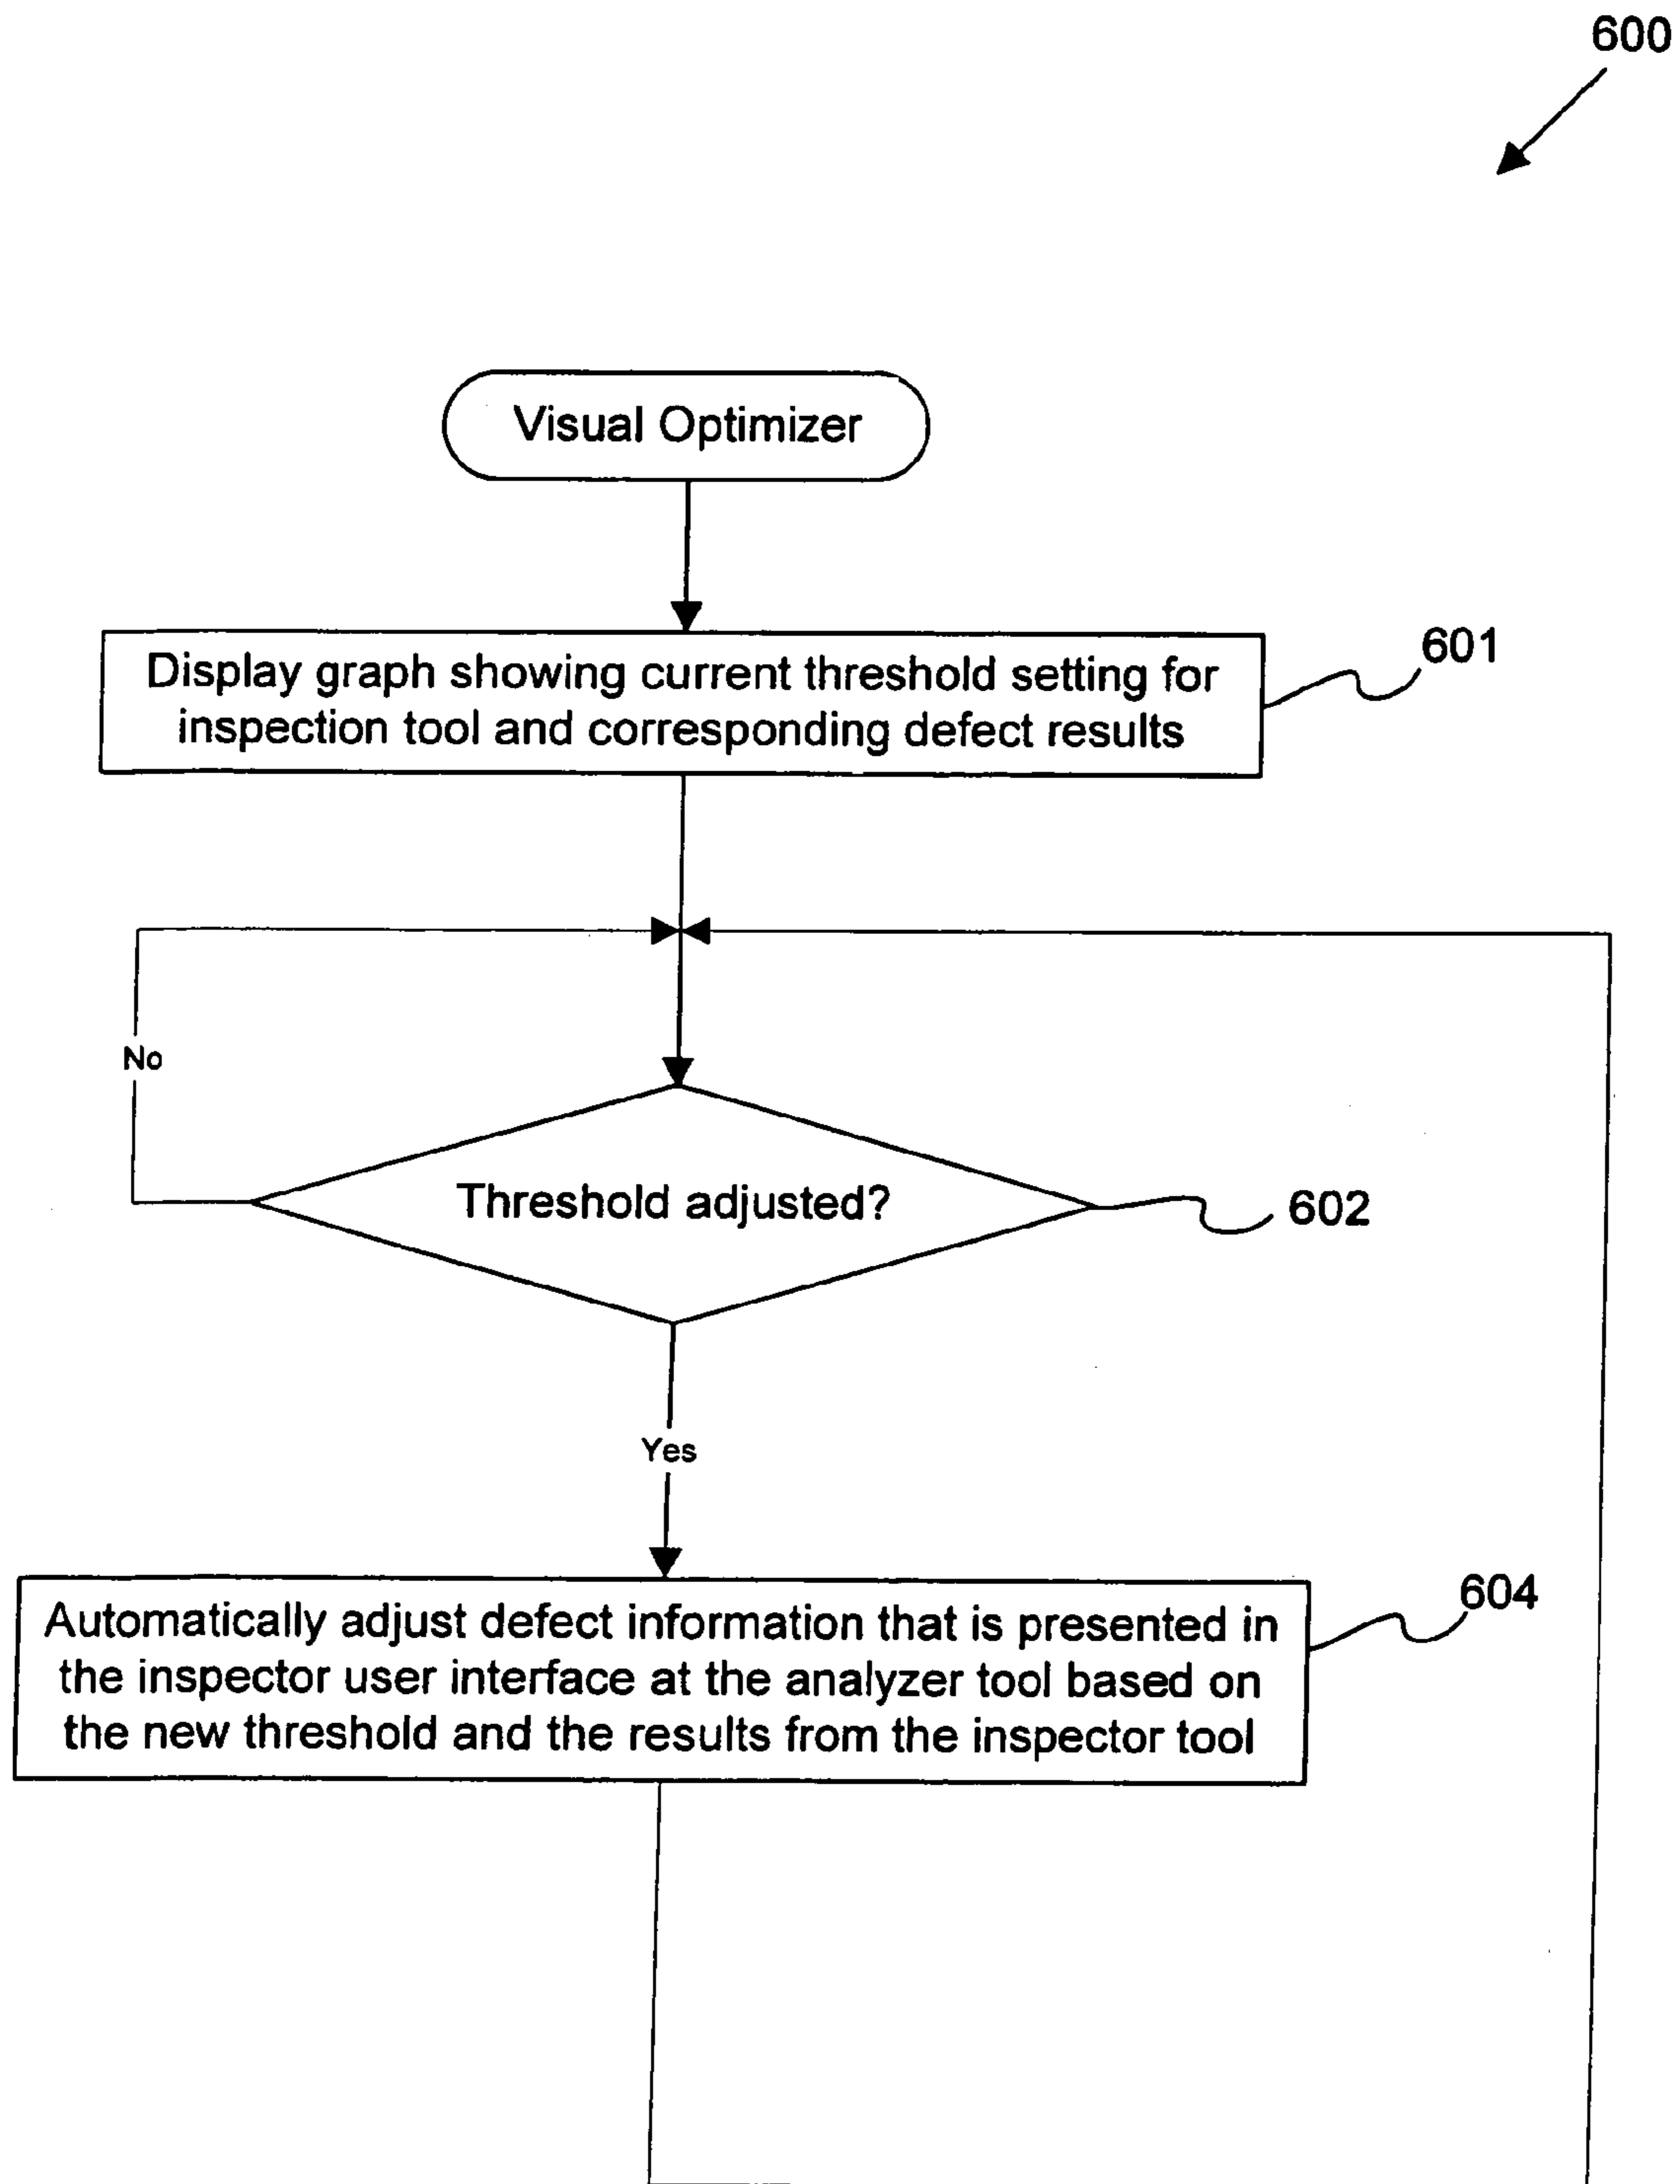 600
Visual Optimizer
Display graph showing current threshold setting for
inspection tool and corresponding defect results
601
No
Threshold adjusted?
602
Yes
Automatically adjust defect information that is presented in
the inspector user interface at the analyzer tool based on
the new threshold and the results from the inspector tool
604